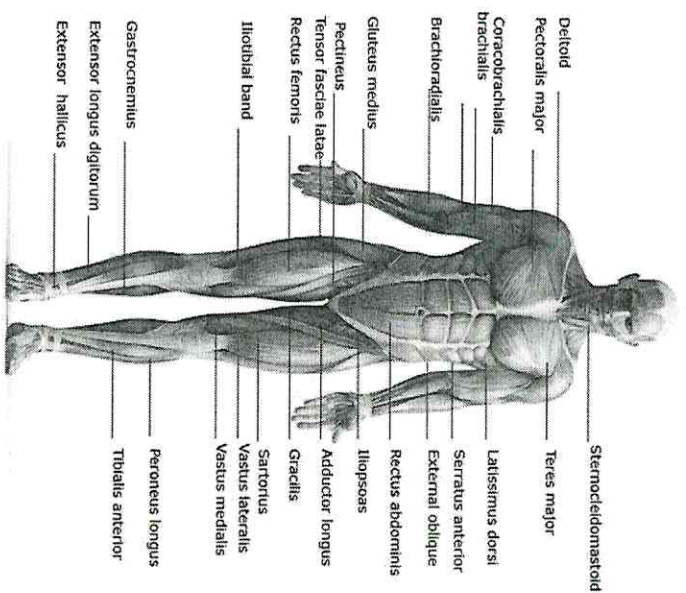 Deltoid
Pectoralis major
Coracobrachialis
brachialis
Brachioradialis
Gluteus medius
Pectineus
Tensor fasciae latae
Rectus femoris
Iliotibial band
Gastrocnemius
Extensor longus digitorum
Extensor hallicus
Sternocleidomastoid
Teres major
Latissimus dorsi
Serratus anterior
External oblique
Rectus abdominis
Iliopsoas
Adductor longus
Gracilis
Sartorius
Vastus lateralis
Vastus medialis
Peroneus longus
Tibialis anterior